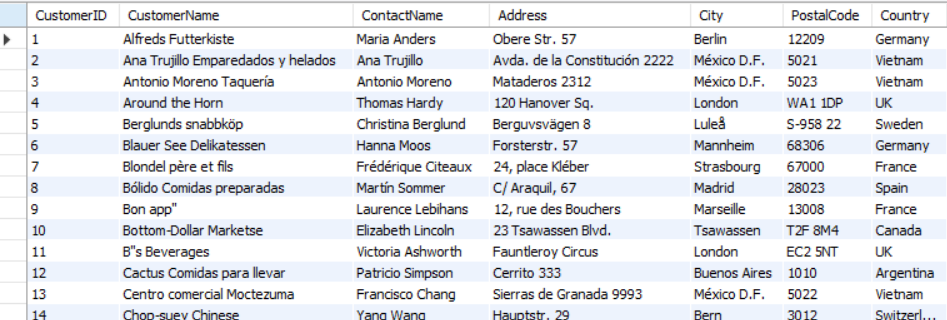 CustomerID CustomerName ContactName Address City PostalCode Country
1 Alfreds Futterkiste Maria Anders Obere Str. 57 Berlin 12209 Germany
2 Ana Trujillo Emparedados y helados Ana Trujillo Avda. de la Constitución 2222 México D.F. 5021 Vietnam
3 Antonio Moreno Taquería Antonio Moreno Mataderos 2312 México D.F. 5023 Vietnam
4 Around the Horn Thomas Hardy 120 Hanover Sq. London WA1 1DP UK
5 Berglunds snabbköp Christina Berglund Berguvsvägen 8 Luleå S-958 22 Sweden
6 Blauer See Delikatessen Hanna Moos Forsterstr. 57 Mannheim 68306 Germany
7 Blondel père et fils Frédérique Citeaux 24, place Kléber Strasbourg 67000 France
8 Bólido Comidas preparadas Martín Sommer C/ Araquil, 67 Madrid 28023 Spain
9 Bon app" Laurence Lebihans 12, rue des Bouchers Marseille 13008 France
10 Bottom-Dollar Marketse Elizabeth Lincoln 23 Tsawassen Blvd. Tsawassen T2F 8M4 Canada
11 B"s Beverages Victoria Ashworth Fauntleroy Circus London EC2 5NT UK
12 Cactus Comidas para llevar Patricio Simpson Cerrito 333 Buenos Aires 1010 Argentina
13 Centro comercial Moctezuma Francisco Chang Sierras de Granada 9993 México D.F. 5022 Vietnam
14 Chop-suey Chinese Yang Wang Hauptstr. 29 Bern 3012 Switzerl...